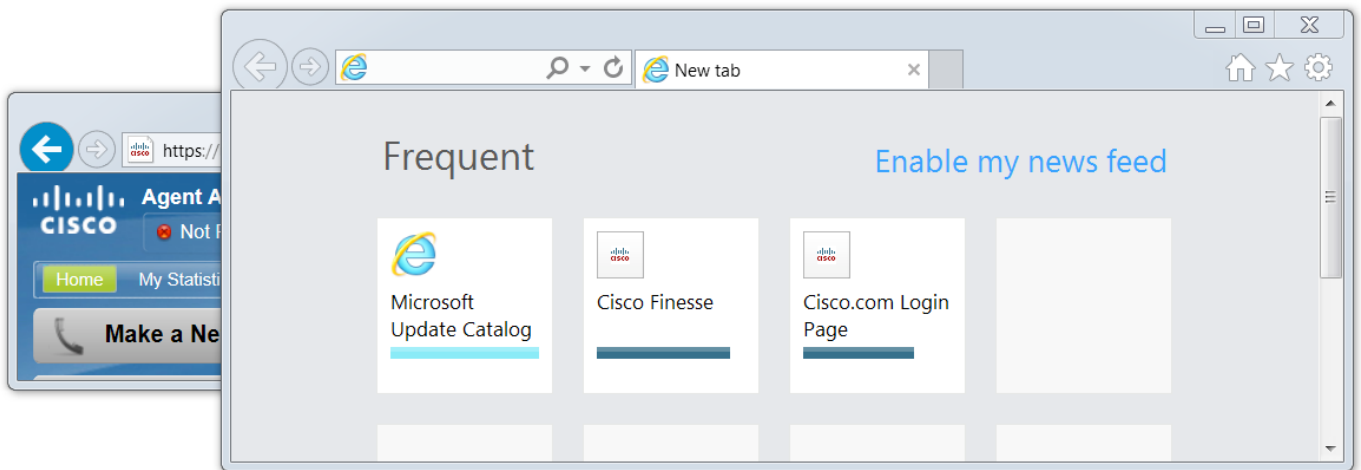 New tab
https://
Frequent
Enable my news feed
CISCO
Agent A
Not
Home My Statisti
Make a Ne
Microsoft
Update Catalog
Cisco Finesse
Cisco.com Login
Page